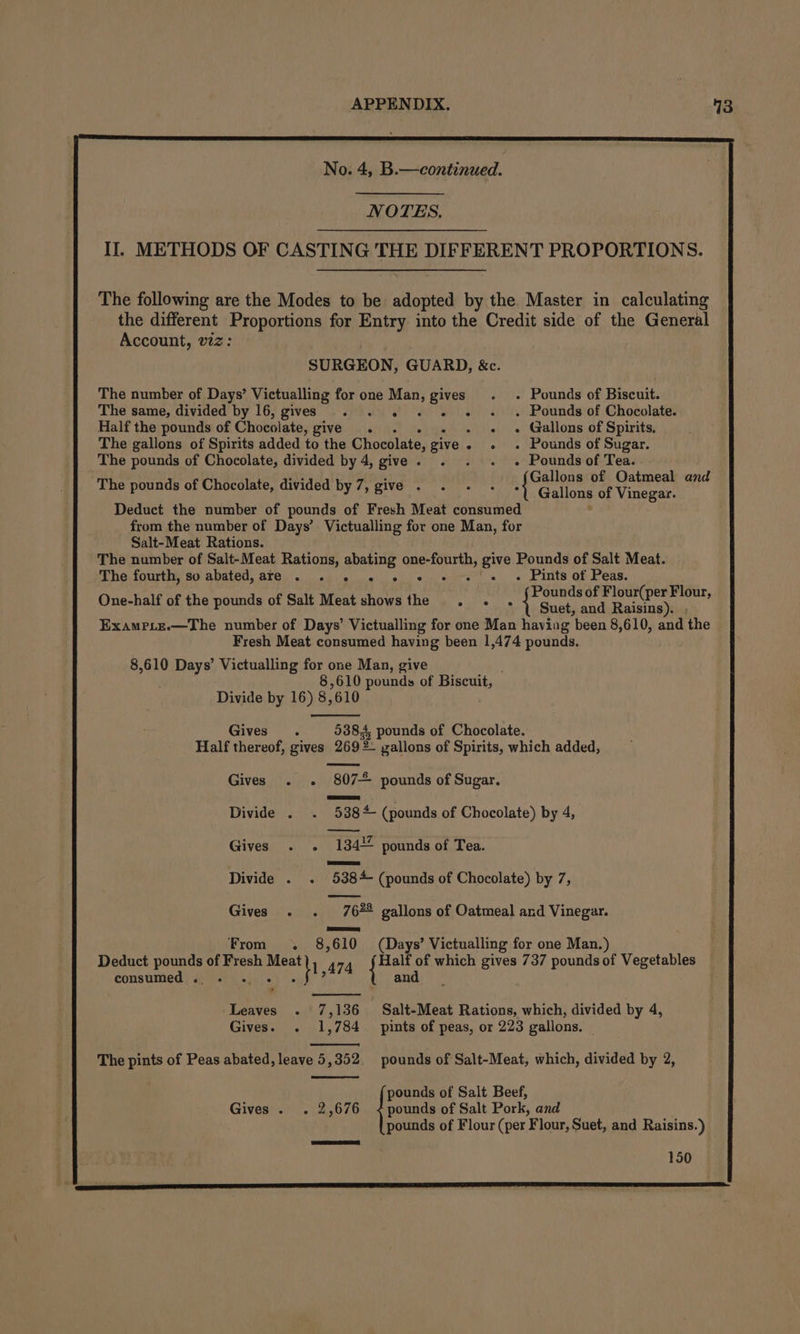 APPENDIX. 73
No. 4, B.—continued.
NOTES.
II. METHODS OF CASTING THE DIFFERENT PROPORTIONS.
The following are the Modes to be adopted by the Master in calculating
the different Proportions for Entry into the Credit side of the General
Account, viz:
SURGEON, GUARD, &c.
The number of Days' Victualling for one Man, gives . . Pounds of Biscuit.
The same, divided by 16, gives . . . . . . . Pounds of Chocolate.
Half the pounds of Chocolate, give . . . . . . Gallons of Spirits.
The gallons of Spirits added to the Chocolate, give . . . Pounds of Sugar.
The pounds of Chocolate, divided by 4, give . . . . . Pounds of Tea.
The pounds of Chocolate, divided by 7, give . . . . . { Gallons of Oatmeal and
Gallons of Vinegar.
Deduct the number of pounds of Fresh Meat consumed
from the number of Days' Victualling for one Man, for
Salt-Meat Rations.
The number of Salt-Meat Rations, abating one-fourth, give Pounds of Salt Meat.
The fourth, so abated, are . . . . . . . . . Pints of Peas.
One-half of the pounds of Salt Meat shows the . . . { Pounds of Flour (per Flour,
Suet, and Raisins).
EXAMPLE.—The number of Days' Victualling for one Man having been 8,610, and the
Fresh Meat consumed having been 1,474 pounds.
8,610 Days' Victualling for one Man, give
8,610 pounds of Biscuit,
Divide by 16) 8,610
Gives . 538 2/16 pounds of Chocolate.
Half thereof, gives 269 2/ gallons of Spirits, which added,
Gives . . 807 pounds of Sugar.
Divide . . 538 (pounds of Chocolate) by 4,
Gives . . 134 pounds of Tea.
Divide . . 538 (pounds of Chocolate) by 7,
Gives . . 76 gallons of Oatmeal and Vinegar.
From . 8,610 (Days' Victualling for one Man.)
Deduct pounds of Fresh Meat } 1,474 { Half of which gives 737 pounds of Vegetables
consumed . . . . . and
Leaves . 7,136 Salt-Meat Rations, which, divided by 4,
Gives. . 1,784 pints of peas, or 223 gallons.
The pints of Peas abated, leave 5,352 pounds of Salt-Meat, which, divided by 2,
pounds of Salt Beef,
Gives . . 2,676 { pounds of Salt Pork, and
pounds of Flour (per Flour, Suet, and Raisins.)
150